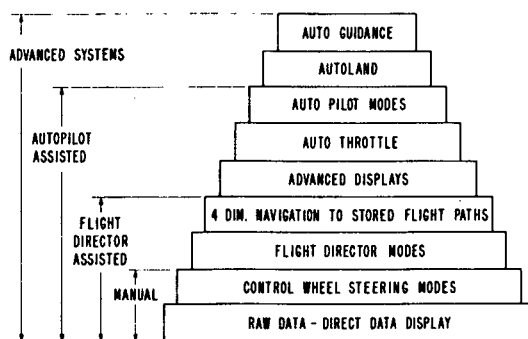 AUTO GUIDANCE
ADVANCED SYSTEMS
AUTOLAND
AUTO PILOT MODES
AUTOPILOT
ASSISTED
AUTO THROTTLE
ADVANCED DISPLAYS
4 DIM. NAVIGATION TO STORED FLIGHT PATHS
FLIGHT
DIRECTOR
ASSISTED
FLIGHT DIRECTOR MODES
MANUAL
CONTROL WHEEL STEERING MODES
RAW DATA - DIRECT DATA DISPLAY